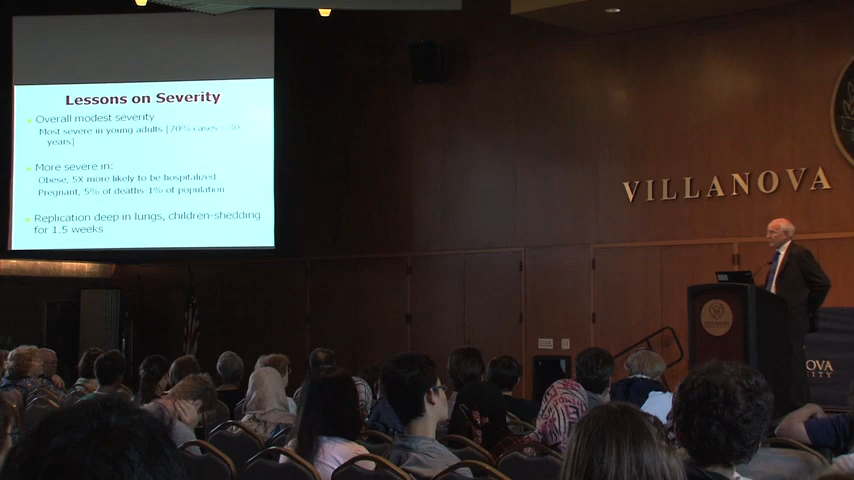 Lessons on Severity
Overall modest severity
Most severe in young adults [70% cases
years]
More severe in:
Obese, 5X more likely to be hospitalized
Pregnant, 5% of deaths-1% of population
Replication deep in lungs, children-shedding
for 1.5 weeks
VILLANOVA